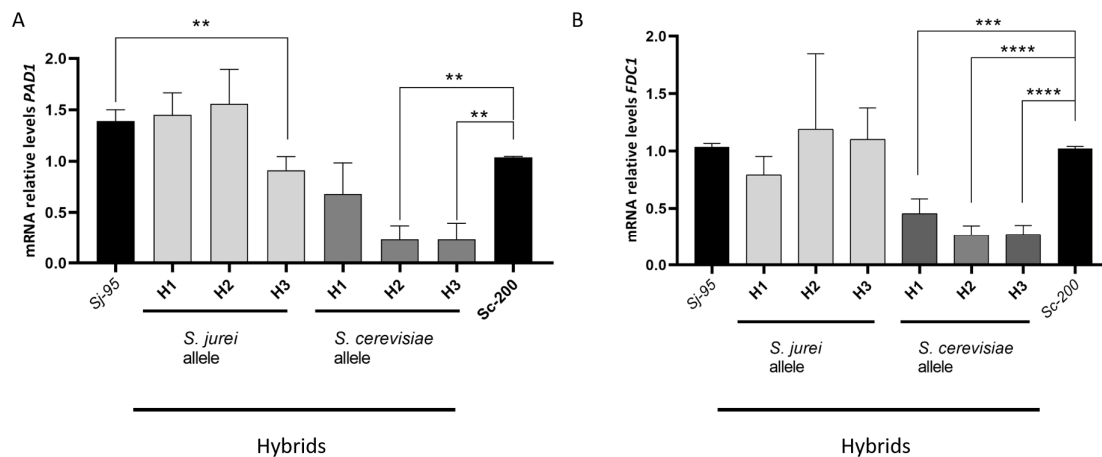 A
mRNA relative levels PAD1
2.0
1.5
1.0
0.5
0.0
**
**
**
Sj-95
H1
H2
H3
H1
H2
H3
Sc-200
S. jurei
allele
S. cerevisiae
allele
Hybrids
B
mRNA relative levels FDC1
2.0
1.5
1.0
0.5
0.0
***
****
****
Sj-95
H1
H2
H3
H1
H2
H3
Sc-200
S. jurei
allele
S. cerevisiae
allele
Hybrids